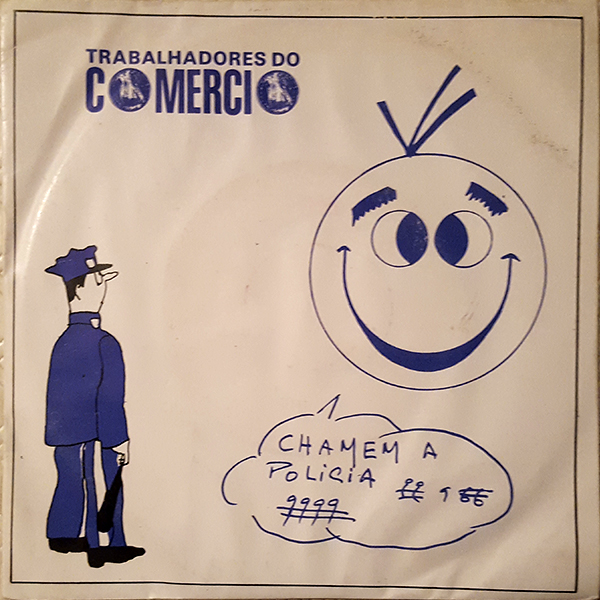 TRABALHADORES DO
COMERCIO
CHAMEM A
POLICIA
9999